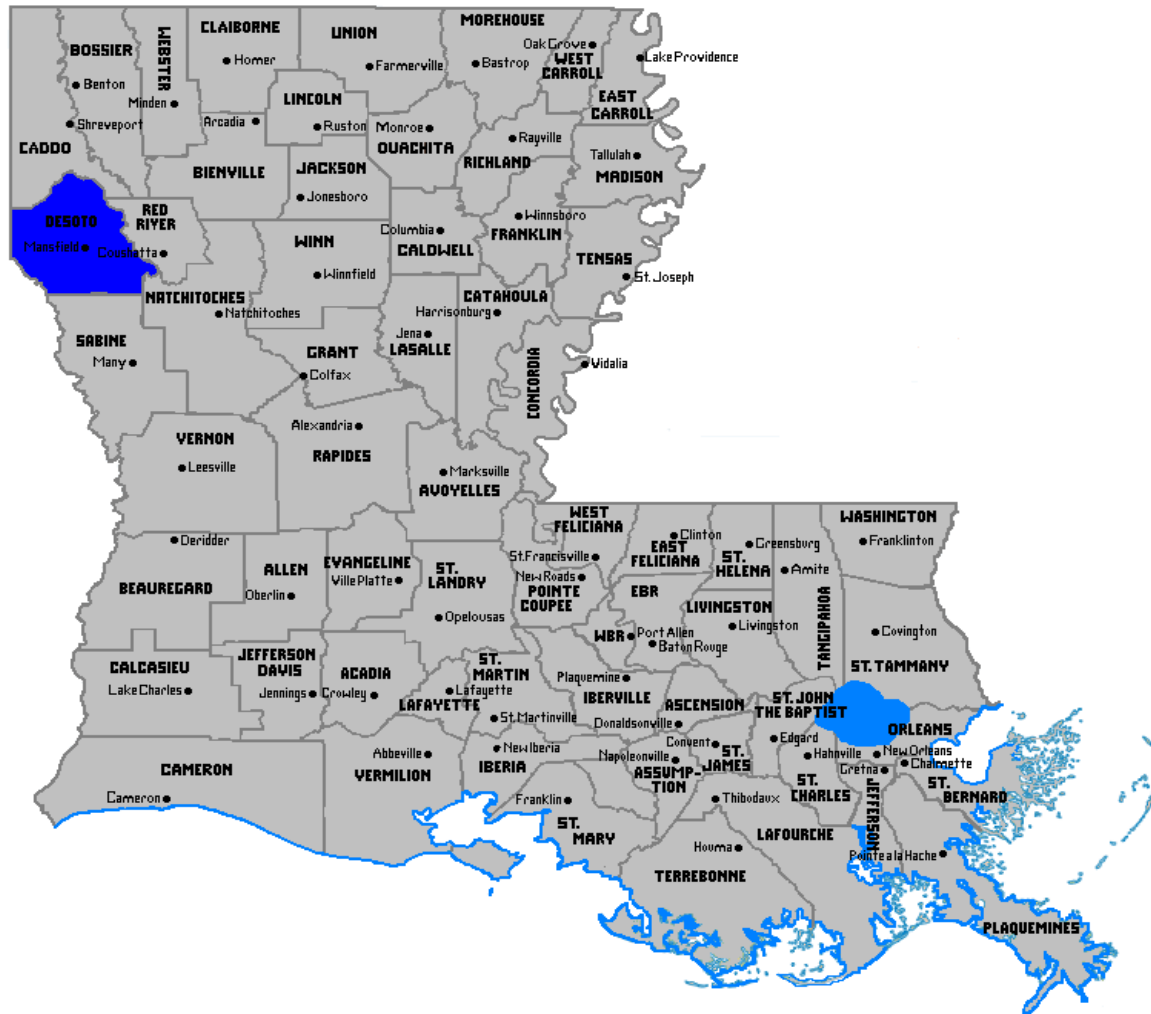 CLAIBORNE
UNION
MOREHOUSE
Oak Grove
BOSSIER
WEBSTER
Homer
Farmerville
Bastrop
WEST
CARROLL
Lake Providence
Benton
Minden
LINCOLN
EAST
CARROLL
Shreveport
Arcadia
Ruston
Monroe
OUACHITA
Rayville
CADDO
BIENVILLE
JACKSON
RICHLAND
Tallulah
MADISON
Jonesboro
DESOTO
RED
RIVER
Winnsboro
FRANKLIN
Columbia
CALDWELL
WINN
Mansfield
Coushatta
Winnfield
TENSAS
St. Joseph
NATCHITOCHES
Natchitoches
CATAHOULA
Harrisonburg
SABINE
Many
GRANT
Colfax
Jena
LASALLE
CONCORDIA
Vidalia
VERNON
Leesville
Alexandria
RAPIDES
Marksville
AVOYELLES
WEST
FELICIANA
St. Francisville
EAST
FELICIANA
Clinton
ST.
HELENA
Greensburg
WASHINGTON
Franklinton
Deridder
BEAUREGARD
ALLEN
Oberlin
EVANGELINE
Ville Platte
ST.
LANDRY
Opelousas
New Roads
POINTE
COUPEE
EBR
Amite
TANGIPAHOA
LIVINGSTON
Livingston
WBR
Port Allen
Baton Rouge
Covington
ST. TAMMANY
CALCASIEU
Lake Charles
JEFFERSON
DAVIS
Jennings
ACADIA
Crowley
LAFAYETTE
Lafayette
ST.
MARTIN
St. Martinville
Plaquemine
IBERVILLE
ASCENSION
Donaldsonville
ST. JOHN
THE BAPTIST
Edgard
ORLEANS
New Orleans
Chalmette
Hahnville
Gretna
CAMERON
Cameron
Abbeville
VERMILION
New Iberia
IBERIA
Napoleonville
ASSUMP-
TION
Convent
ST.
JAMES
ST.
CHARLES
JEFFERSON
ST.
BERNARD
Franklin
ST.
MARY
Thibodaux
LAFOURCHE
Houma
TERREBONNE
Pointe a la Hache
PLAQUEMINES